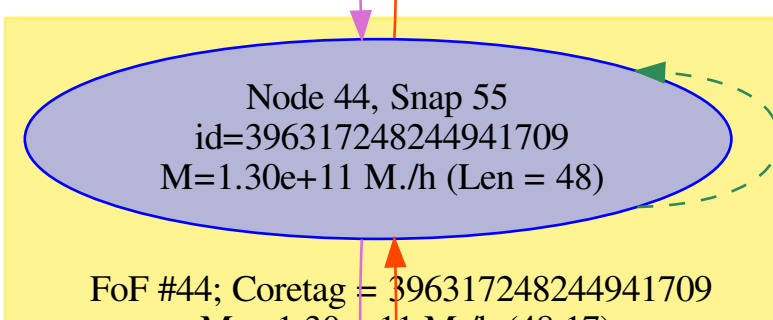 Node 44, Snap 55
id=396317248244941709
M=1.30e+11 M./h (Len = 48)
FoF #44; Coretag = 396317248244941709